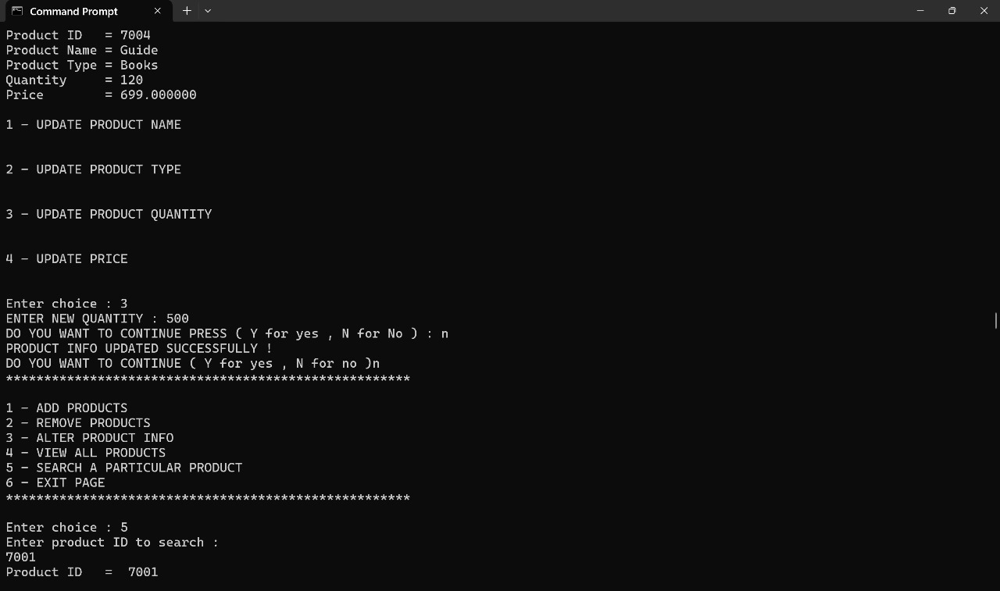 Command Prompt
Product ID   = 7004
Product Name = Guide
Product Type = Books
Quantity     = 120
Price        = 699.000000
1 - UPDATE PRODUCT NAME
2 - UPDATE PRODUCT TYPE
3 - UPDATE PRODUCT QUANTITY
4 - UPDATE PRICE
Enter choice : 3
ENTER NEW QUANTITY : 500
DO YOU WANT TO CONTINUE PRESS ( Y for yes , N for No ) : n
PRODUCT INFO UPDATED SUCCESSFULLY !
DO YOU WANT TO CONTINUE ( Y for yes , N for no )n
*****************************************************
1 - ADD PRODUCTS
2 - REMOVE PRODUCTS
3 - ALTER PRODUCT INFO
4 - VIEW ALL PRODUCTS
5 - SEARCH A PARTICULAR PRODUCT
6 - EXIT PAGE
*****************************************************
Enter choice : 5
Enter product ID to search :
7001
Product ID   =  7001